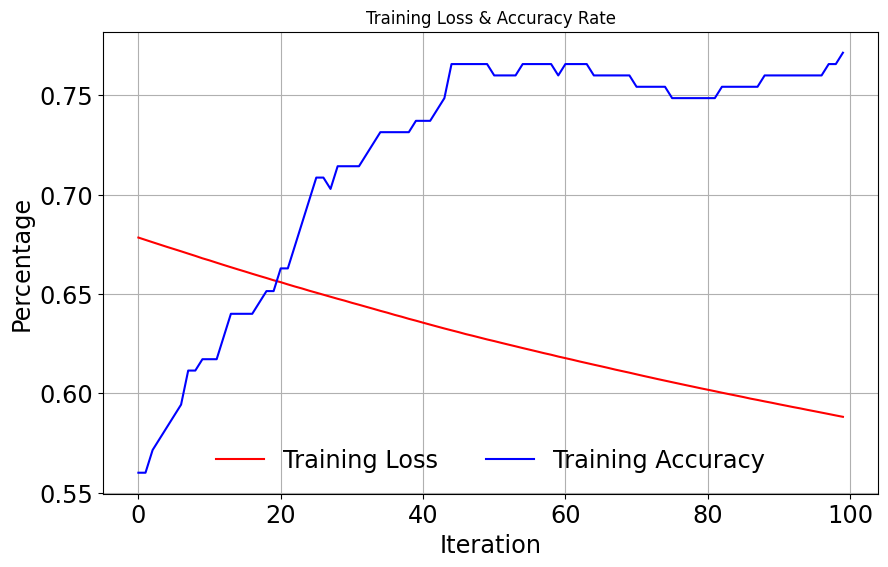 Training Loss & Accuracy Rate
0.75
0.70
0.65
0.60
0.55
Percentage
Training Loss
Training Accuracy
0
20
40
60
80
100
Iteration